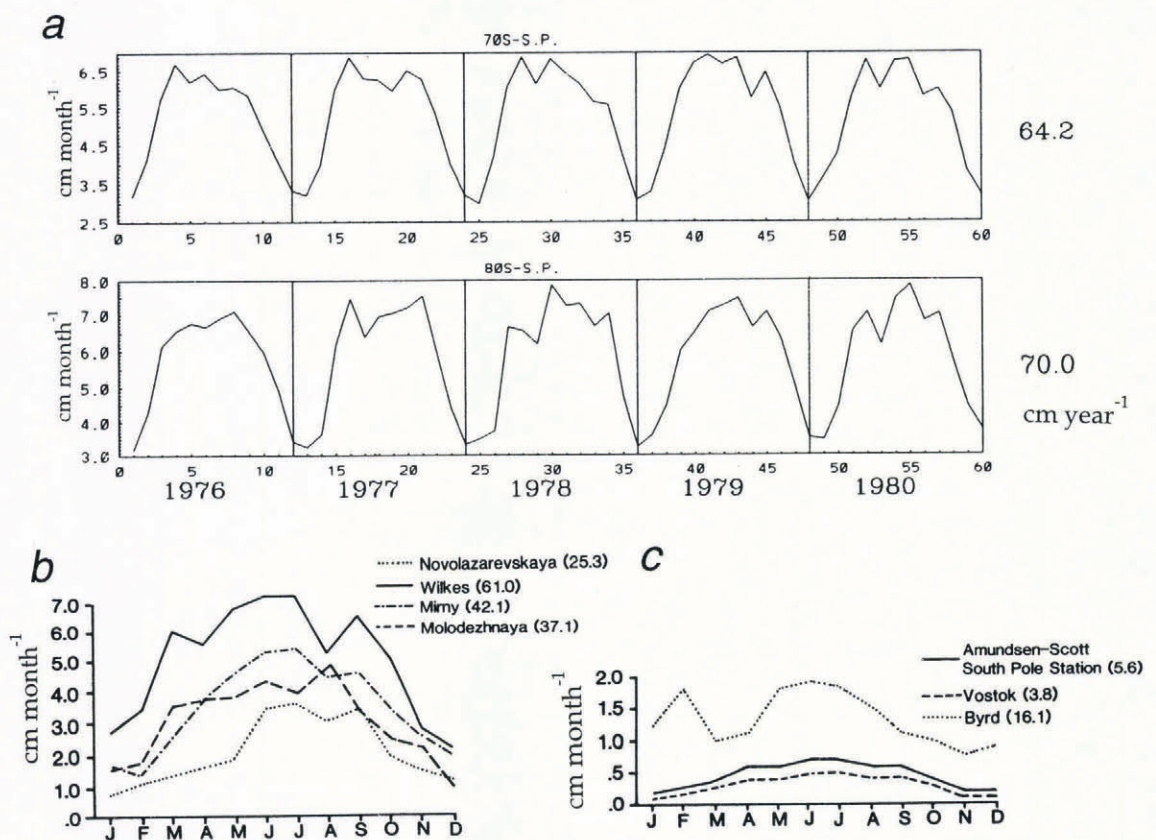 a
70S-S.P.
cm month-1
6.5
5.5
4.5
3.5
2.5
0 5 10 15 20 25 30 35 40 45 50 55 60
64.2
80S-S.P.
cm month-1
8.0
7.0
6.0
5.0
4.0
3.0
0 5 10 15 20 25 30 35 40 45 50 55 60
1976 1977 1978 1979 1980
70.0
cm year-1
b
Novolazarevskaya (25.3)
Wilkes (61.0)
Mirny (42.1)
Molodezhnaya (37.1)
cm month-1
7.0
6.0
5.0
4.0
3.0
2.0
1.0
.0
J F M A M J J A S O N D
c
Amundsen-Scott
South Pole Station (5.6)
Vostok (3.8)
Byrd (16.1)
cm month-1
2.0
1.5
1.0
.5
.0
J F M A M J J A S O N D